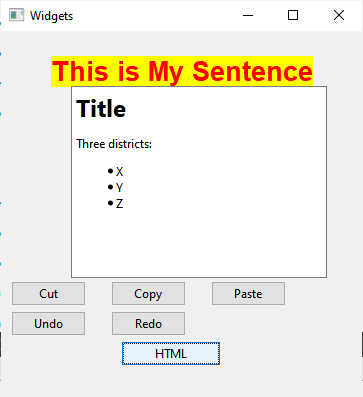 Widgets
This is My Sentence
Title
Three districts:
X
Y
Z
Cut Copy Paste
Undo Redo
HTML